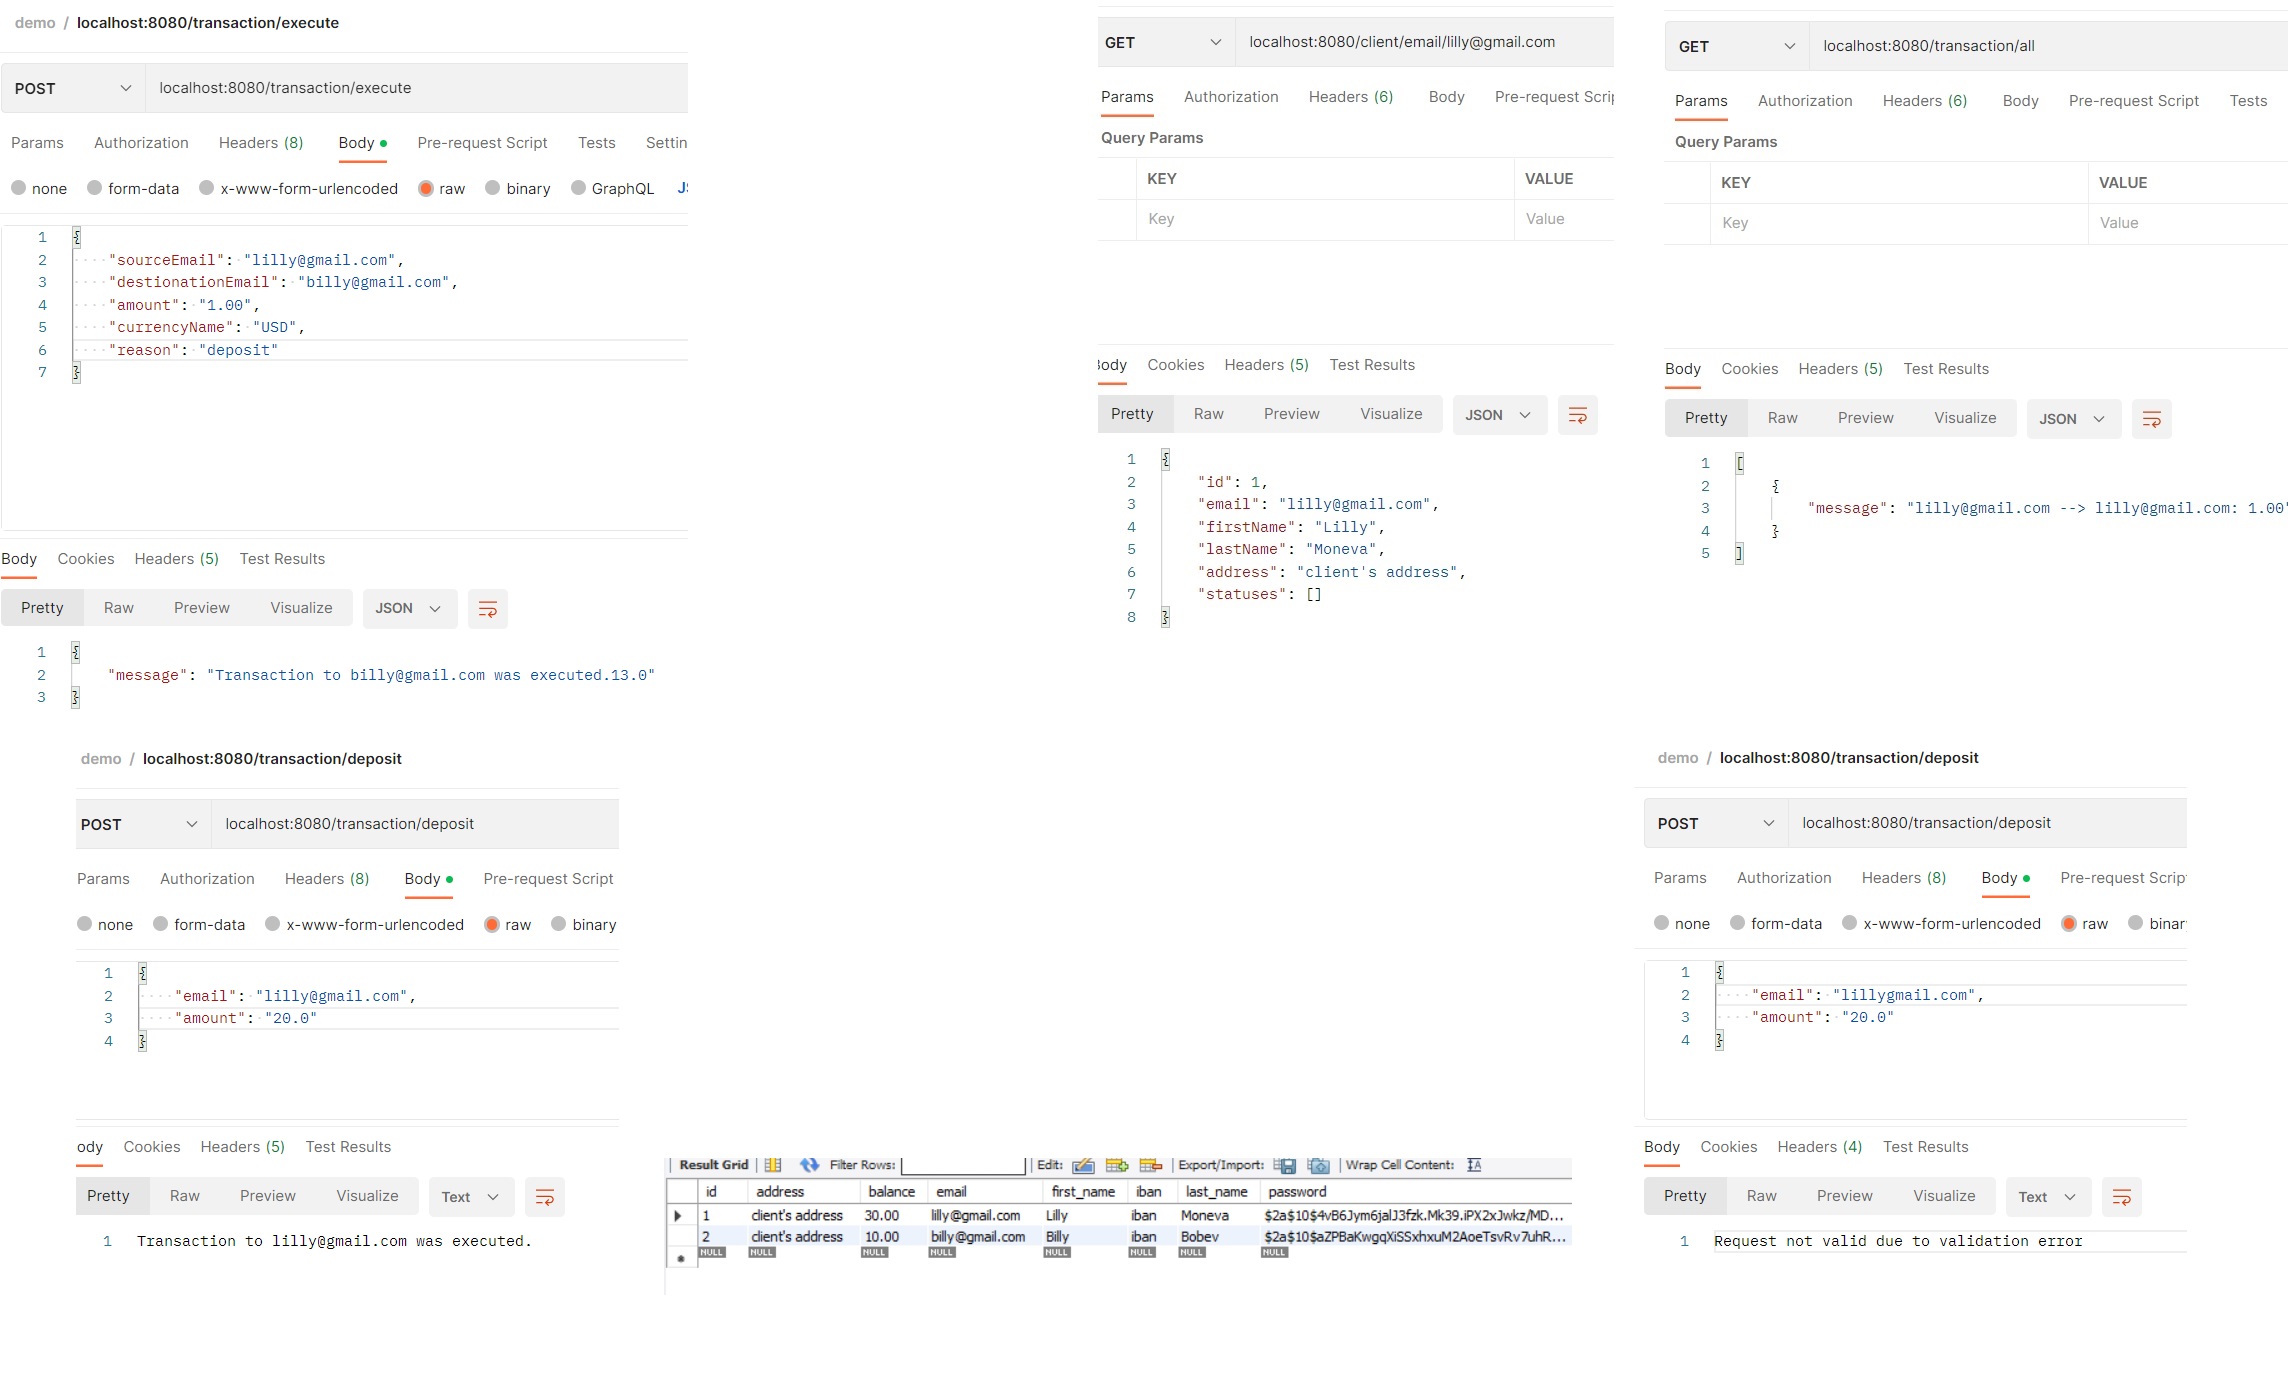 demo / localhost:8080/transaction/execute
POST localhost:8080/transaction/execute
Params Authorization Headers (8) Body Pre-request Script Tests Settin
none form-data x-www-form-urlencoded raw binary GraphQL
1 {
2 "sourceEmail": "lilly@gmail.com",
3 "destionationEmail": "billy@gmail.com",
4 "amount": "1.00",
5 "currencyName": "USD",
6 "reason": "deposit"
7 }
Body Cookies Headers (5) Test Results
Pretty Raw Preview Visualize JSON
1 {
2 "message": "Transaction to billy@gmail.com was executed.13.0"
3 }
GET localhost:8080/client/email/lilly@gmail.com
Params Authorization Headers (6) Body Pre-request Scrip
Query Params
KEY VALUE
Key Value
Body Cookies Headers (5) Test Results
Pretty Raw Preview Visualize JSON
1 {
2 "id": 1,
3 "email": "lilly@gmail.com",
4 "firstName": "Lilly",
5 "lastName": "Moneva",
6 "address": "client's address",
7 "statuses": []
8 }
GET localhost:8080/transaction/all
Params Authorization Headers (6) Body Pre-request Script Tests
Query Params
KEY VALUE
Key Value
Body Cookies Headers (5) Test Results
Pretty Raw Preview Visualize JSON
1 [
2 {
3 "message": "lilly@gmail.com --> lilly@gmail.com: 1.00"
4 }
5 ]
demo / localhost:8080/transaction/deposit
POST localhost:8080/transaction/deposit
Params Authorization Headers (8) Body Pre-request Script
none form-data x-www-form-urlencoded raw binary
1 {
2 "email": "lilly@gmail.com",
3 "amount": "20.0"
4 }
ody Cookies Headers (5) Test Results
Pretty Raw Preview Visualize Text
1 Transaction to lilly@gmail.com was executed.
Result Grid Filter Rows: Edit: Export/Import: Wrap Cell Content:
id address balance email first_name iban last_name password
1 client's address 30.00 lilly@gmail.com Lilly iban Moneva
2 client's address 10.00 billy@gmail.com Billy iban Bobev
NULL NULL NULL NULL NULL NULL NULL NULL
demo / localhost:8080/transaction/deposit
POST localhost:8080/transaction/deposit
Params Authorization Headers (8) Body Pre-request Scrip
none form-data x-www-form-urlencoded raw binar
1 {
2 "email": "lillygmail.com",
3 "amount": "20.0"
4 }
Body Cookies Headers (4) Test Results
Pretty Raw Preview Visualize Text
1 Request not valid due to validation error